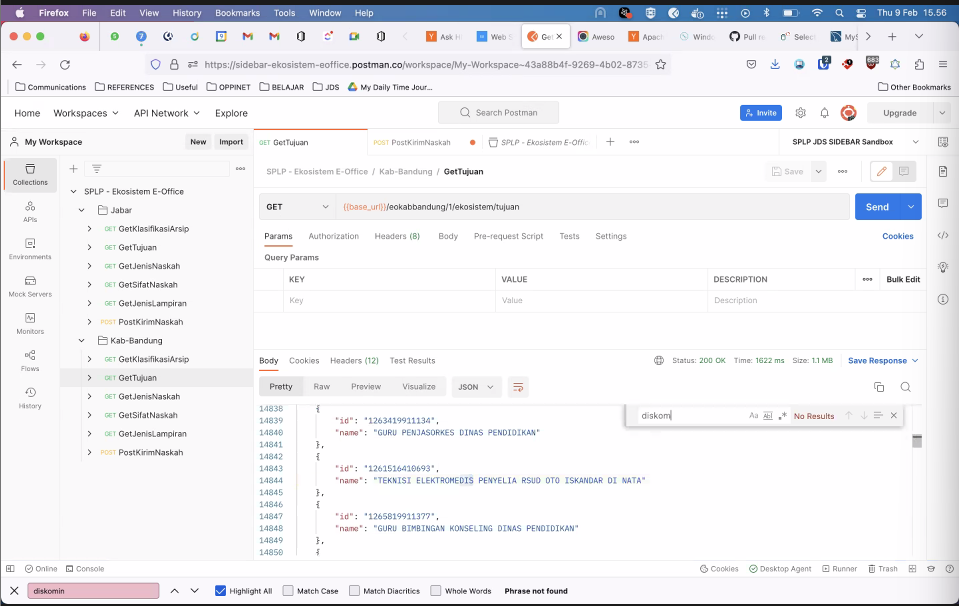 Firefox File Edit View History Bookmarks Tools Window Help Thu 9 Feb 15.56
Ask H Web S Get Aweso Apach Windo Pull re Selec MyS
https://sidebar-ekosistem-eoffice.postman.co/workspace/My-Workspace~43a88b4f-9269-4b02-8735
2 683
Communications REFERENCES Useful OPPINET BELAJAR JDS My Daily Time Jour... Other Bookmarks
Home Workspaces API Network Explore Search Postman Invite Upgrade
My Workspace New Import GET GetTujuan POST PostKirimNaskah SPLP - Ekosistem E-Offic SPLP JDS SIDEBAR Sandbox
Collections
APIs
Environments
Mock Servers
Monitors
Flows
History
SPLP - Ekosistem E-Office
Jabar
GET GetKlasifikasiArsip
GET GetTujuan
GET GetJenisNaskah
GET GetSifatNaskah
GET GetJenisLampiran
POST PostKirimNaskah
Kab-Bandung
GET GetKlasifikasiArsip
GET GetTujuan
GET GetJenisNaskah
GET GetSifatNaskah
GET GetJenisLampiran
POST PostKirimNaskah
SPLP - Ekosistem E-Office / Kab-Bandung / GetTujuan Save
GET {{base_url}}/eokabbandung/1/ekosistem/tujuan Send
Params Authorization Headers (8) Body Pre-request Script Tests Settings Cookies
Query Params
KEY VALUE DESCRIPTION Bulk Edit
Key Value Description
Body Cookies Headers (12) Test Results Status: 200 OK Time: 1622 ms Size: 1.1 MB Save Response
Pretty Raw Preview Visualize JSON
diskom Aa Ab .* No Results
14838 {
14839 "id": "1263419911134",
14840 "name": "GURU PENJASORKES DINAS PENDIDIKAN"
14841 },
14842 {
14843 "id": "1261516410693",
14844 "name": "TEKNISI ELEKTROMEDIS PENYELIA RSUD OTO ISKANDAR DI NATA"
14845 },
14846 {
14847 "id": "1265819911377",
14848 "name": "GURU BIMBINGAN KONSELING DINAS PENDIDIKAN"
14849 },
14850 {
Online Console Cookies Desktop Agent Runner Trash
diskomin Highlight All Match Case Match Diacritics Whole Words Phrase not found